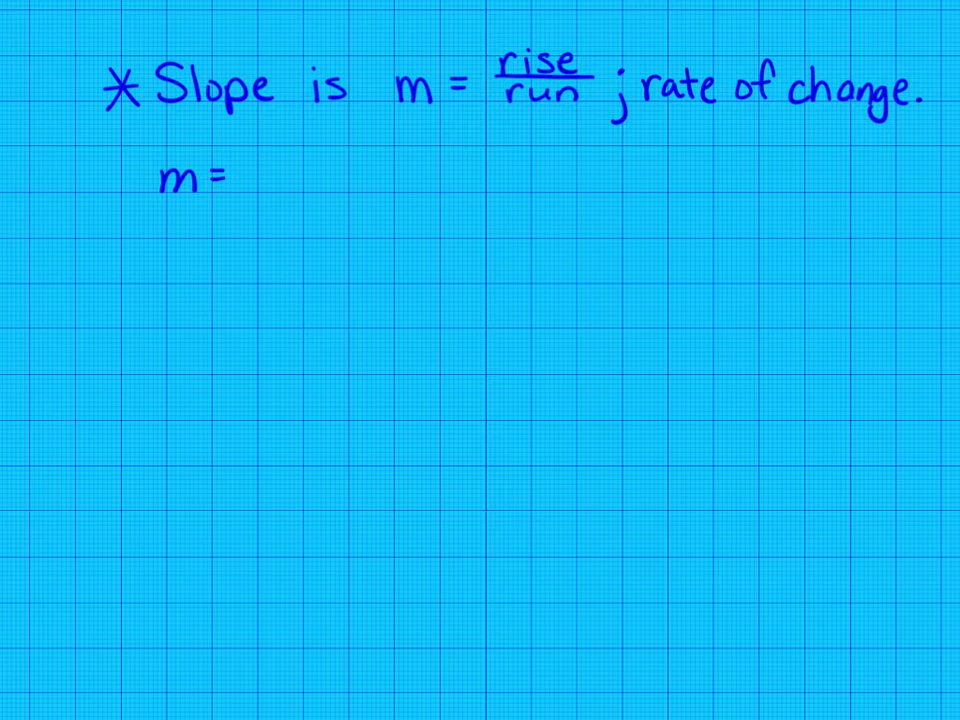 * Slope is m = rise/run ; rate of change.
m =